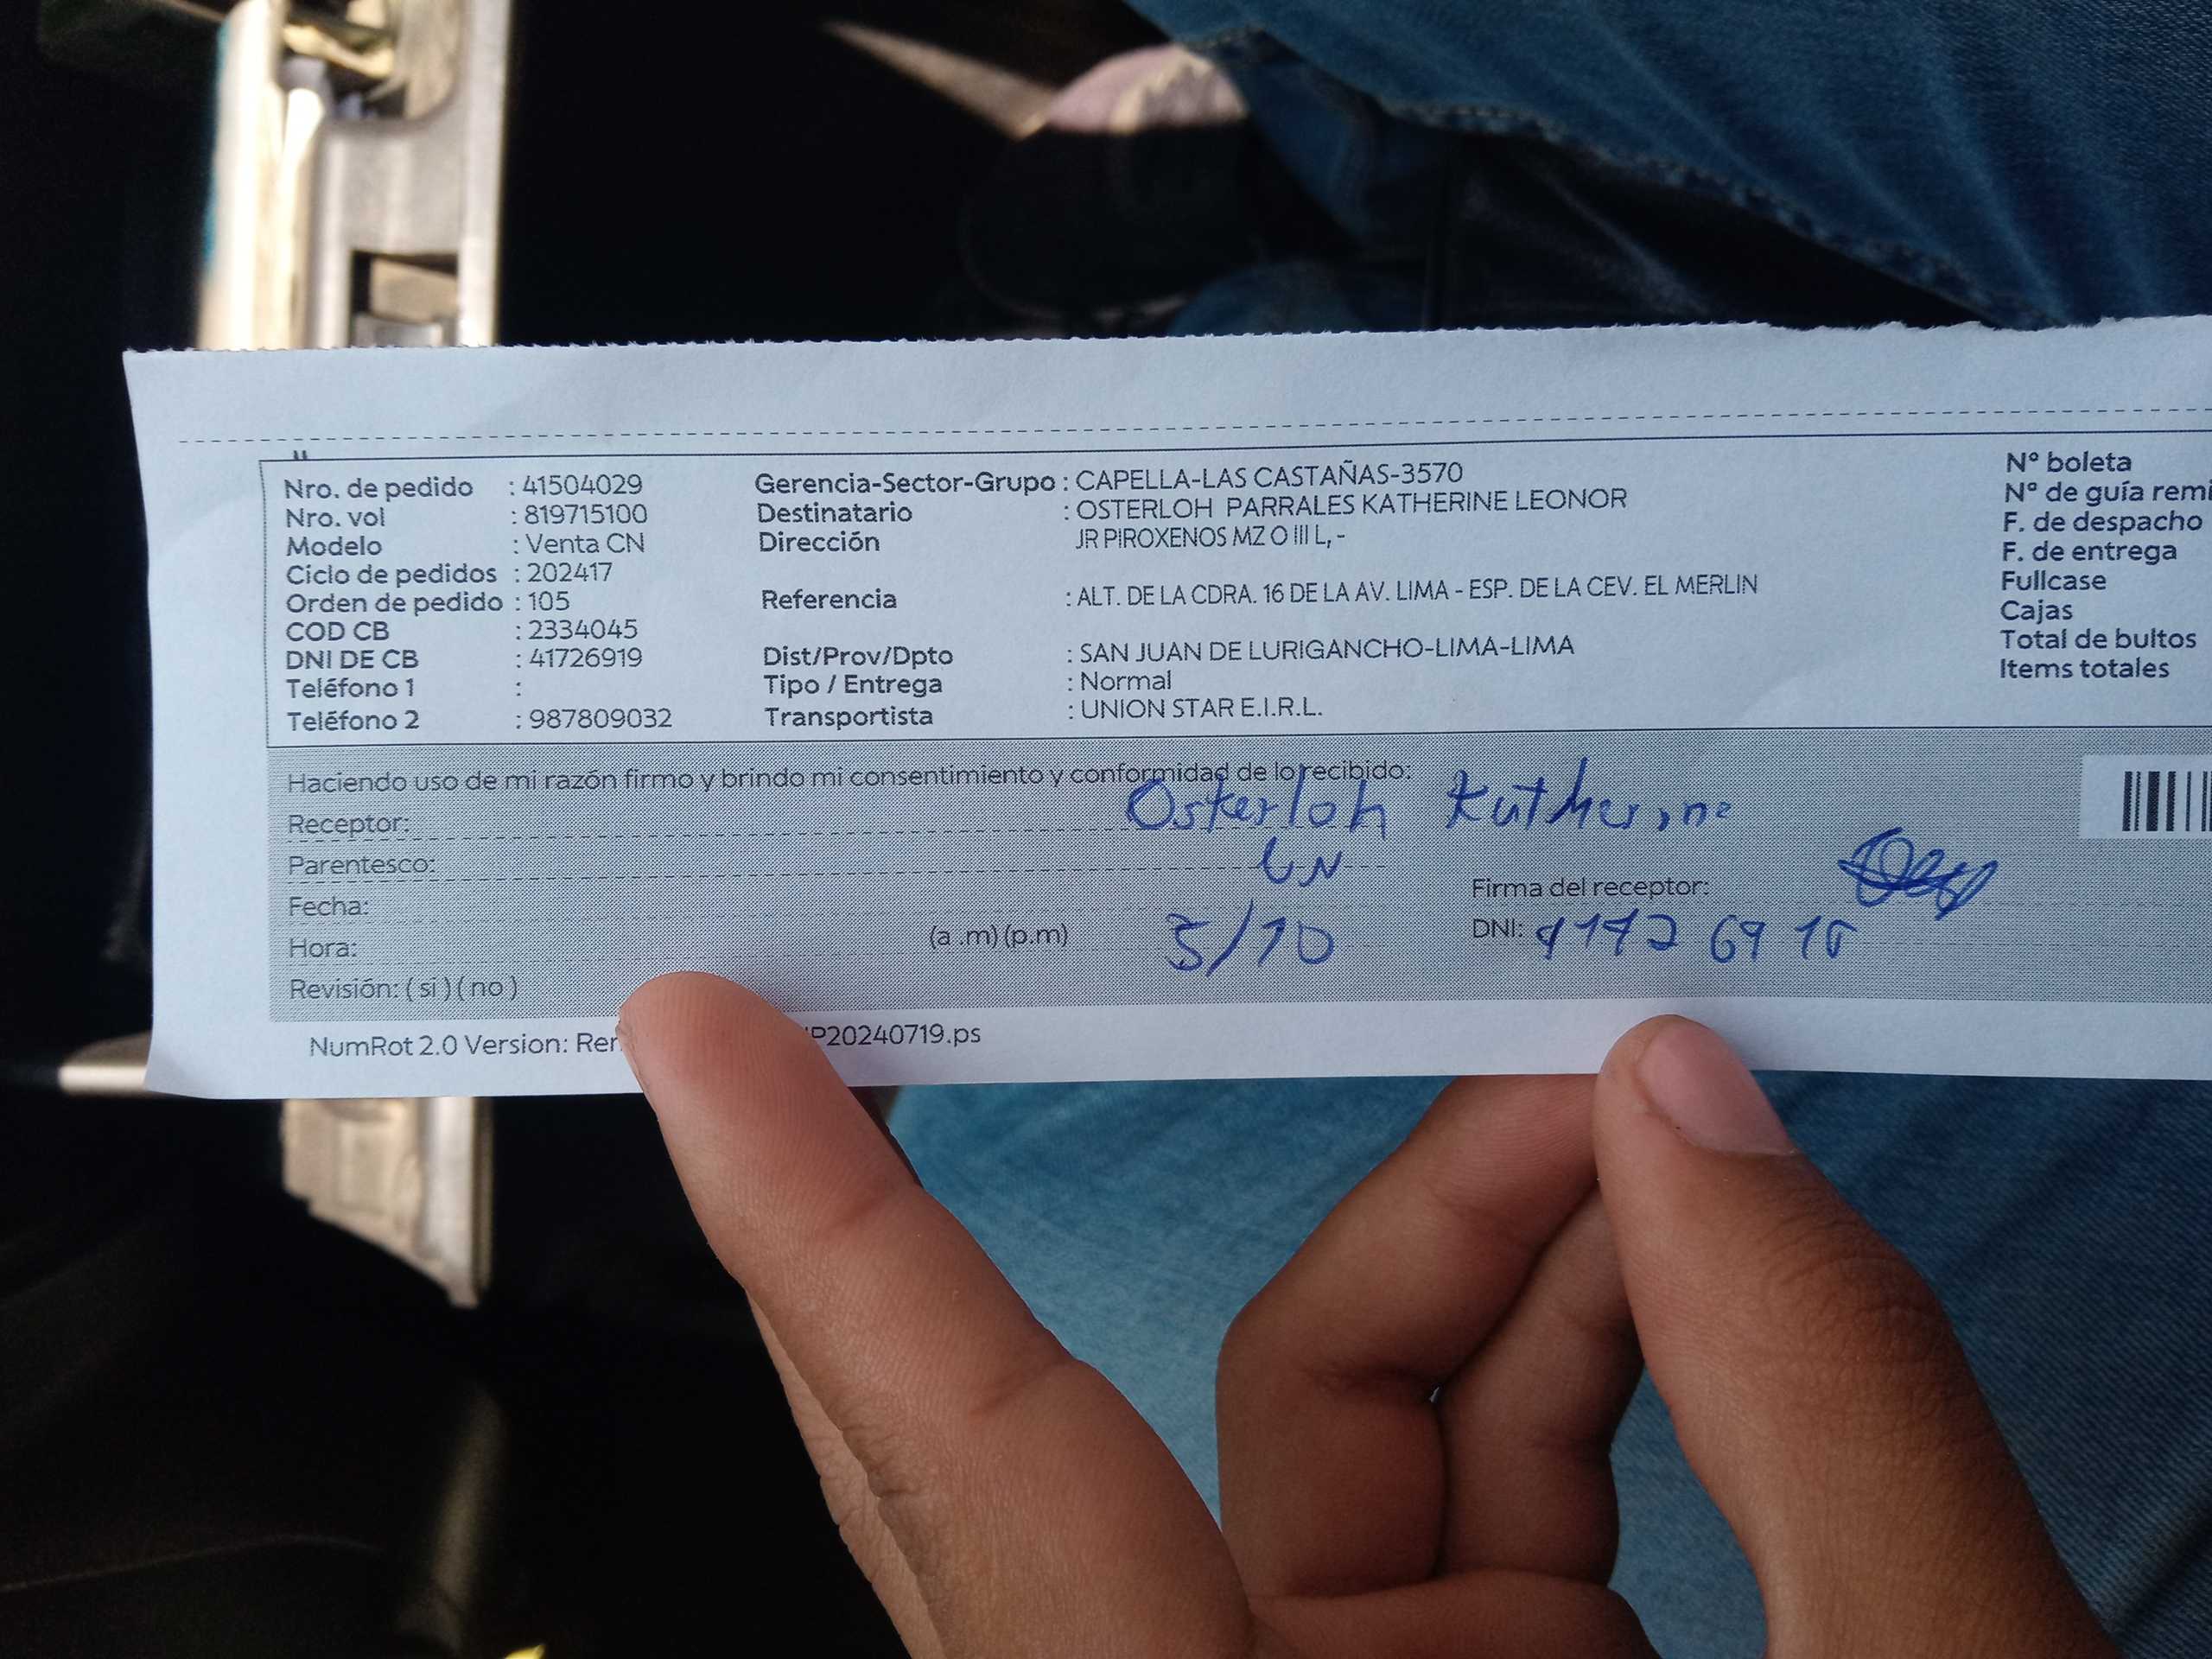 Nro. de pedido : 41504029 Gerencia-Sector-Grupo : CAPELLA-LAS CASTAÑAS-3570 Nº boleta
Nro. vol : 819715100 Destinatario : OSTERLOH PARRALES KATHERINE LEONOR Nº de guía remi
Modelo : Venta CN Dirección JR PIROXENOS MZ O III L, - F. de despacho
Ciclo de pedidos : 202417 F. de entrega
Orden de pedido : 105 Referencia : ALT. DE LA CDRA. 16 DE LA AV. LIMA - ESP. DE LA CEV. EL MERLIN Fullcase
COD CB : 2334045 Cajas
DNI DE CB : 41726919 Dist/Prov/Dpto : SAN JUAN DE LURIGANCHO-LIMA-LIMA Total de bultos
Teléfono 1 : Tipo / Entrega : Normal Items totales
Teléfono 2 : 987809032 Transportista : UNION STAR E.I.R.L.
Haciendo uso de mi razón firmo y brindo mi consentimiento y conformidad de lo recibido:
Receptor: Osterloh Katherine
Parentesco:
Fecha: Firma del receptor:
Hora: (a .m) (p.m) 5/10 DNI:
Revisión: ( si ) ( no )
NumRot 2.0 Version: P20240719.ps